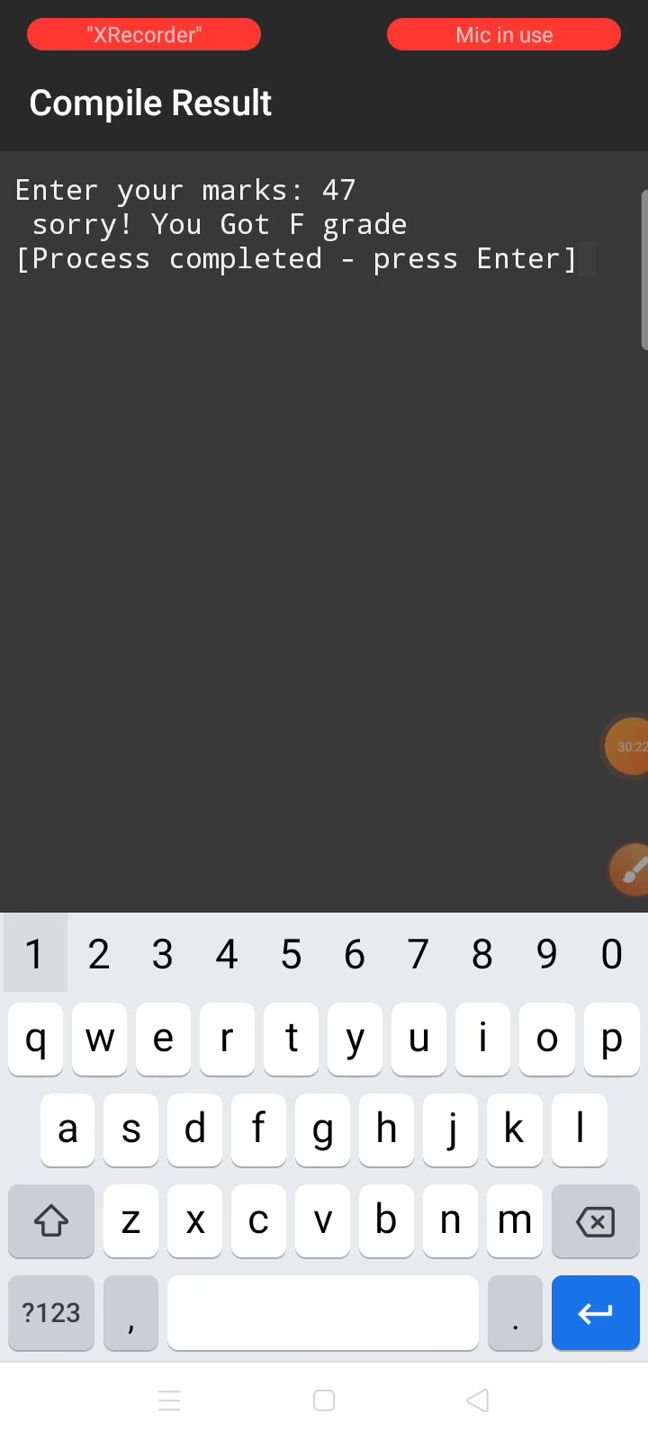 "XRecorder" Mic in use
Compile Result
Enter your marks: 47
sorry! You Got F grade
[Process completed - press Enter]
30:22
1 2 3 4 5 6 7 8 9 0
q w e r t y u i o p
a s d f g h j k l
z x c v b n m
?123 , .